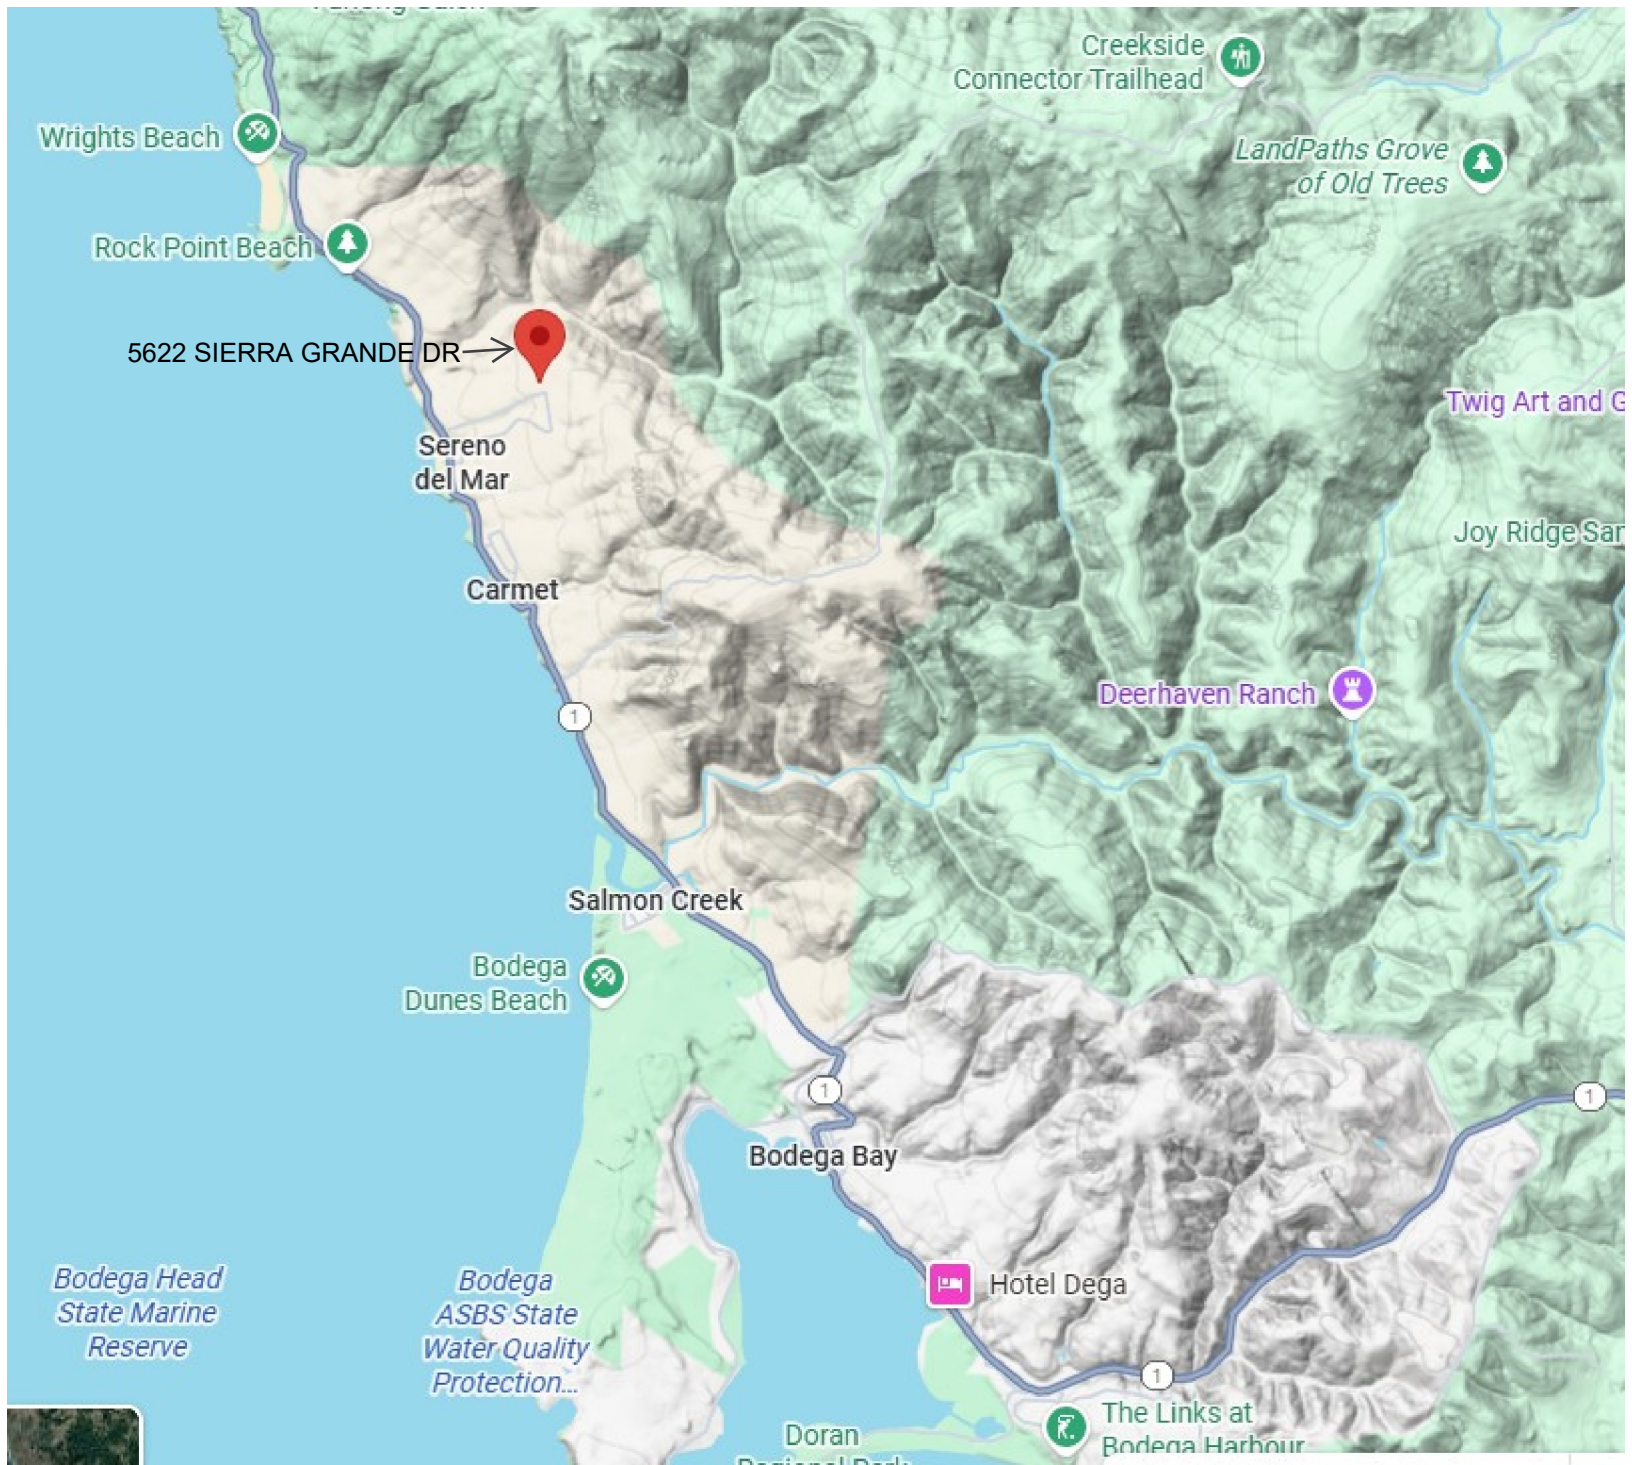 Creekside
Connector Trailhead
Wrights Beach
LandPaths Grove
of Old Trees
Rock Point Beach
5622 SIERRA GRANDE DR
Twig Art and G
Sereno
del Mar
Joy Ridge Sar
Carmet
Deerhaven Ranch
1
Salmon Creek
Bodega
Dunes Beach
1
1
Bodega Bay
Bodega Head
State Marine
Reserve
Bodega
ASBS State
Water Quality
Protection...
Hotel Dega
1
The Links at
Bodega Harbour
Doran
Regional Park